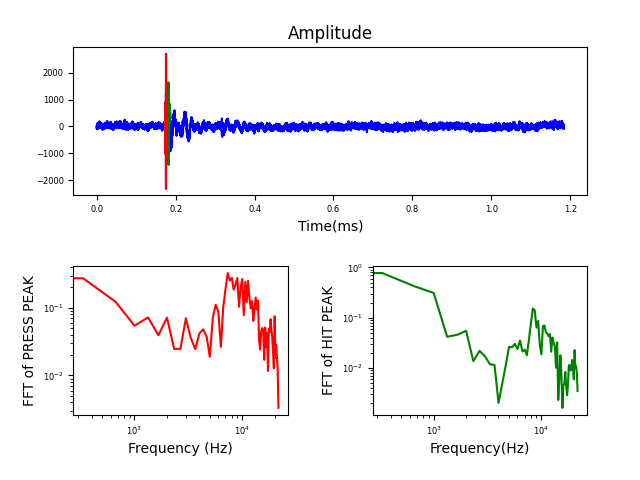 Amplitude
2000
1000
0
−1000
−2000
0.0 0.2 0.4 0.6 0.8 1.0 1.2
Time(ms)
FFT of PRESS PEAK
10⁻¹
10⁻²
10³ 10⁴
Frequency (Hz)
FFT of HIT PEAK
10⁰
10⁻¹
10⁻²
10³ 10⁴
Frequency(Hz)